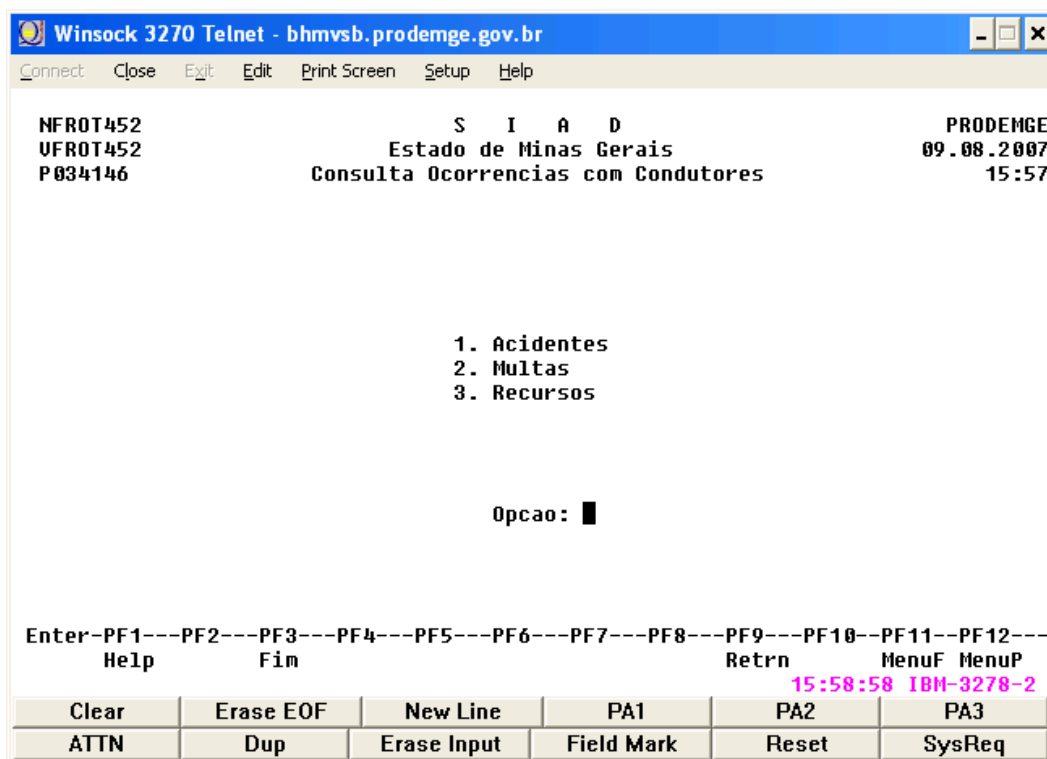 Winsock 3270 Telnet - bhmvsb.prodemge.gov.br
Connect Close Exit Edit Print Screen Setup Help
NFROT452 S I A D PRODEMGE
VFROT452 Estado de Minas Gerais 09.08.2007
P034146 Consulta Ocorrencias com Condutores 15:57
1. Acidentes
2. Multas
3. Recursos
Opcao:
Enter-PF1---PF2---PF3---PF4---PF5---PF6---PF7---PF8---PF9---PF10--PF11--PF12---
Help Fim Retrn MenuF MenuP
15:58:58 IBM-3278-2
Clear Erase EOF New Line PA1 PA2 PA3
ATTN Dup Erase Input Field Mark Reset SysReq